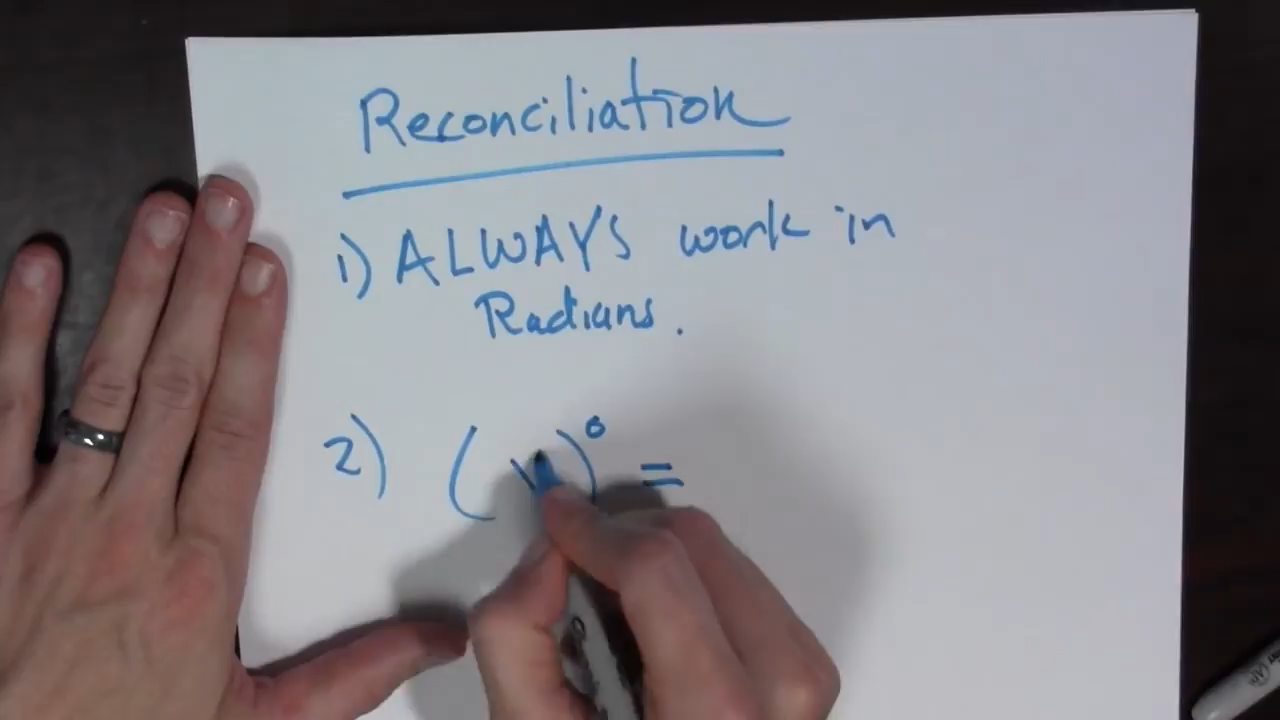 Reconciliation
1) ALWAYS work in
Radians.
2) ( )° =